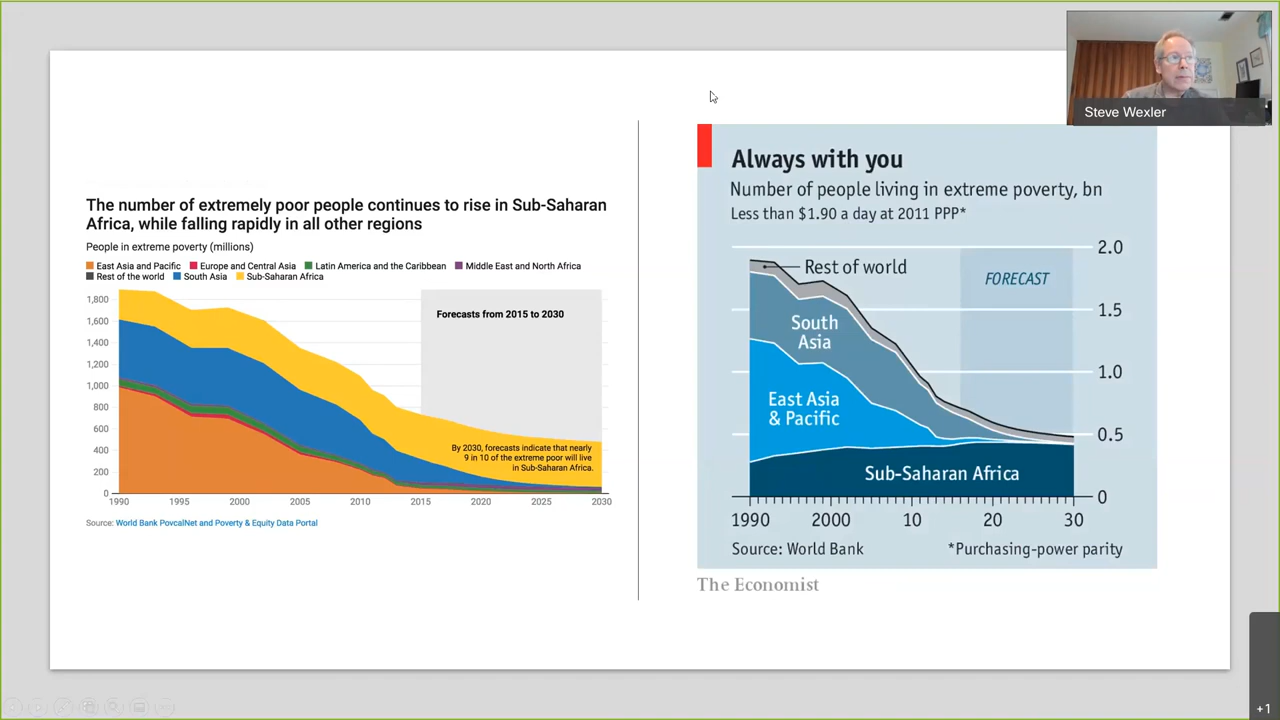 Steve Wexler
The number of extremely poor people continues to rise in Sub-Saharan
Africa, while falling rapidly in all other regions
People in extreme poverty (millions)
East Asia and Pacific Europe and Central Asia Latin America and the Caribbean Middle East and North Africa
Rest of the world South Asia Sub-Saharan Africa
1,800
1,600
1,400
1,200
1,000
800
600
400
200
0
Forecasts from 2015 to 2030
By 2030, forecasts indicate that nearly
9 in 10 of the extreme poor will live
in Sub-Saharan Africa.
1990 1995 2000 2005 2010 2015 2020 2025 2030
Source: World Bank PovcalNet and Poverty & Equity Data Portal
Always with you
Number of people living in extreme poverty, bn
Less than $1.90 a day at 2011 PPP*
2.0
Rest of world
FORECAST
1.5
South
Asia
1.0
East Asia
& Pacific
0.5
Sub-Saharan Africa
0
1990 2000 10 20 30
Source: World Bank *Purchasing-power parity
The Economist
+1